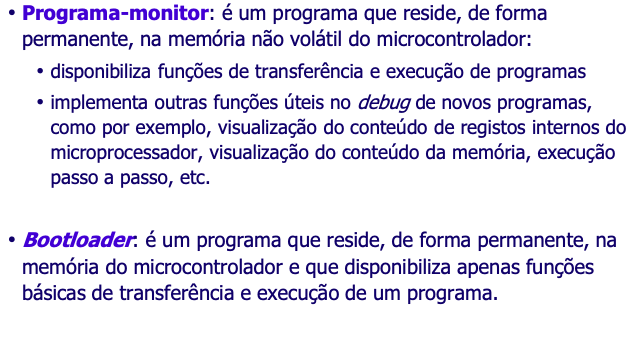 • Programa-monitor: é um programa que reside, de forma
permanente, na memória não volátil do microcontrolador:
• disponibiliza funções de transferência e execução de programas
• implementa outras funções úteis no debug de novos programas,
como por exemplo, visualização do conteúdo de registos internos do
microprocessador, visualização do conteúdo da memória, execução
passo a passo, etc.
• Bootloader: é um programa que reside, de forma permanente, na
memória do microcontrolador e que disponibiliza apenas funções
básicas de transferência e execução de um programa.